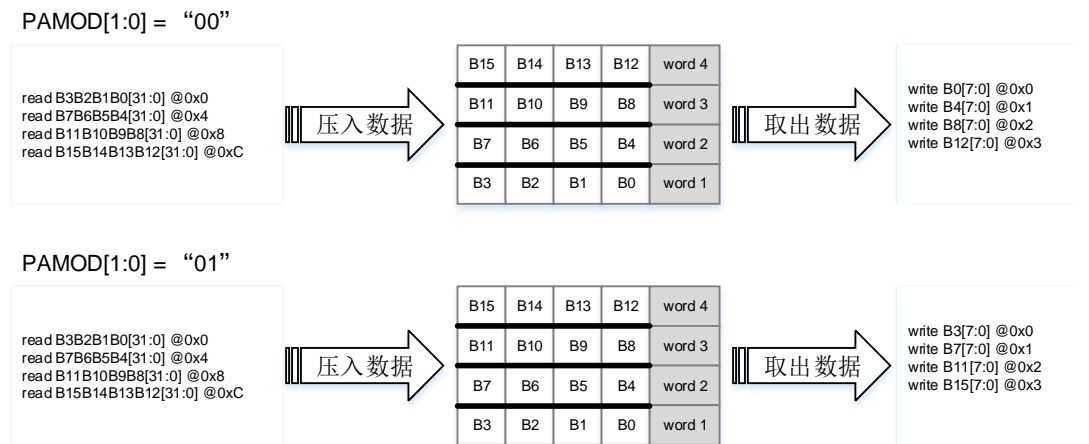 PAMOD[1:0] = “00”
read B3B2B1B0[31:0] @0x0
read B7B6B5B4[31:0] @0x4
read B11B10B9B8[31:0] @0x8
read B15B14B13B12[31:0] @0xC
压入数据
B15 B14 B13 B12 word 4
B11 B10 B9 B8 word 3
B7 B6 B5 B4 word 2
B3 B2 B1 B0 word 1
取出数据
write B0[7:0] @0x0
write B4[7:0] @0x1
write B8[7:0] @0x2
write B12[7:0] @0x3
PAMOD[1:0] = “01”
read B3B2B1B0[31:0] @0x0
read B7B6B5B4[31:0] @0x4
read B11B10B9B8[31:0] @0x8
read B15B14B13B12[31:0] @0xC
压入数据
B15 B14 B13 B12 word 4
B11 B10 B9 B8 word 3
B7 B6 B5 B4 word 2
B3 B2 B1 B0 word 1
取出数据
write B3[7:0] @0x0
write B7[7:0] @0x1
write B11[7:0] @0x2
write B15[7:0] @0x3